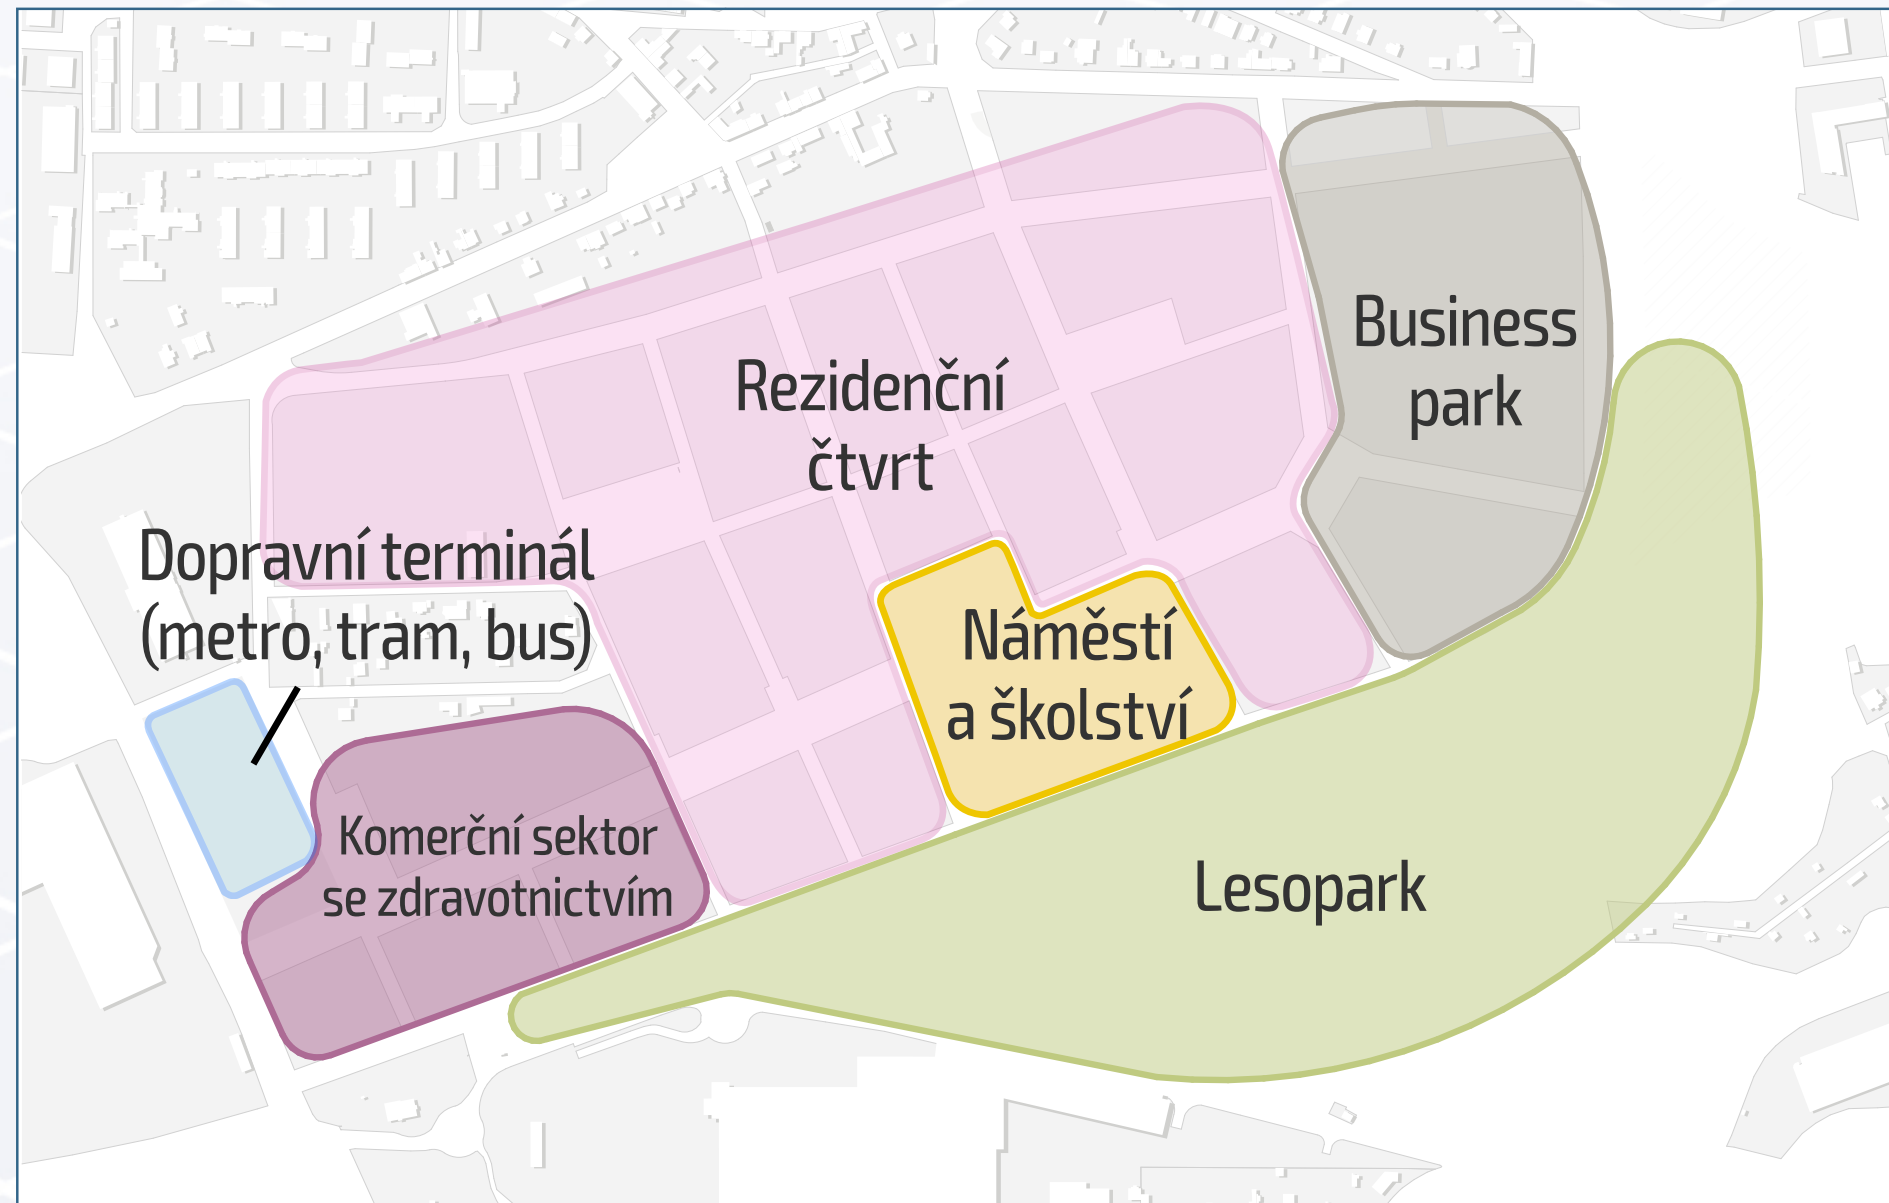 Business
park
Rezidenční
čtvrt
Dopravní terminál
(metro, tram, bus)
Náměstí
a školství
Komerční sektor
se zdravotnictvím
Lesopark